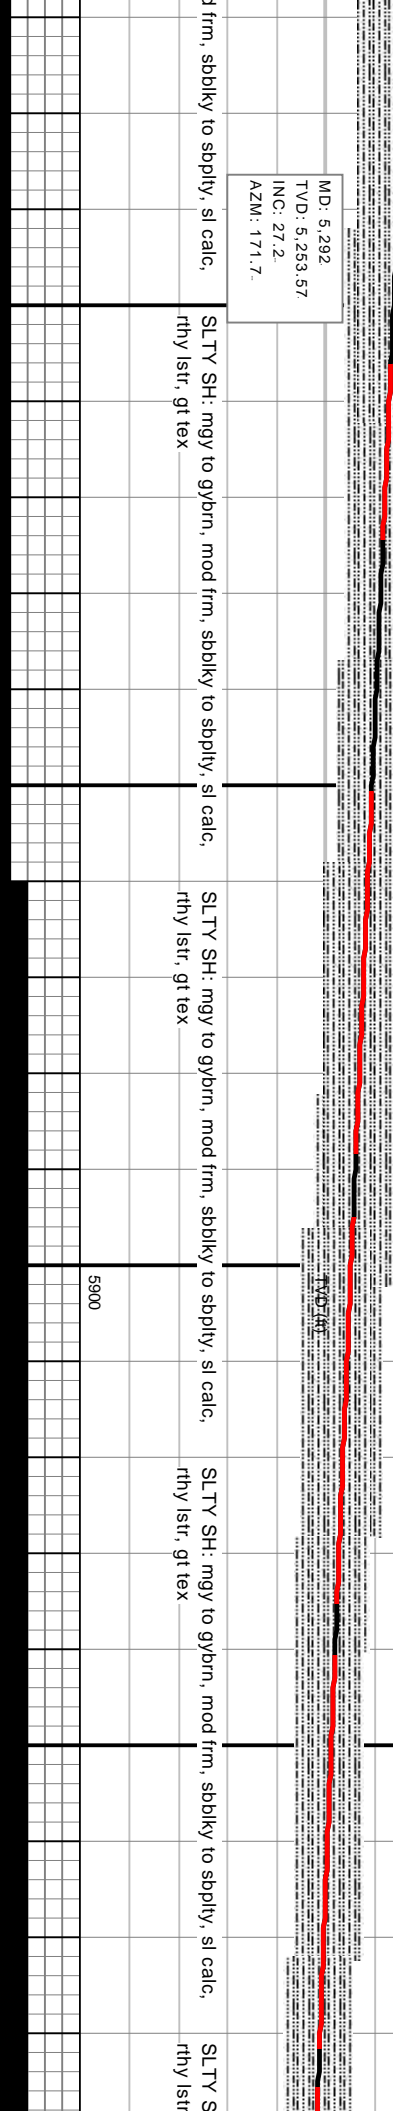 d frm, sbblky to sbplty, sl calc,
MD: 5,292
TVD: 5,253.57
INC: 27.2
AZM: 171.7
SLTY SH: mgy to gybrn, mod frm, sbblky to sbplty, sl calc,
rthy lstr, gt tex
SLTY SH: mgy to gybrn, mod frm, sbblky to sbplty, sl calc,
rthy lstr, gt tex
TVD (ft)
5900
SLTY SH: mgy to gybrn, mod frm, sbblky to sbplty, sl calc,
rthy lstr, gt tex
SLTY S
rthy lstr